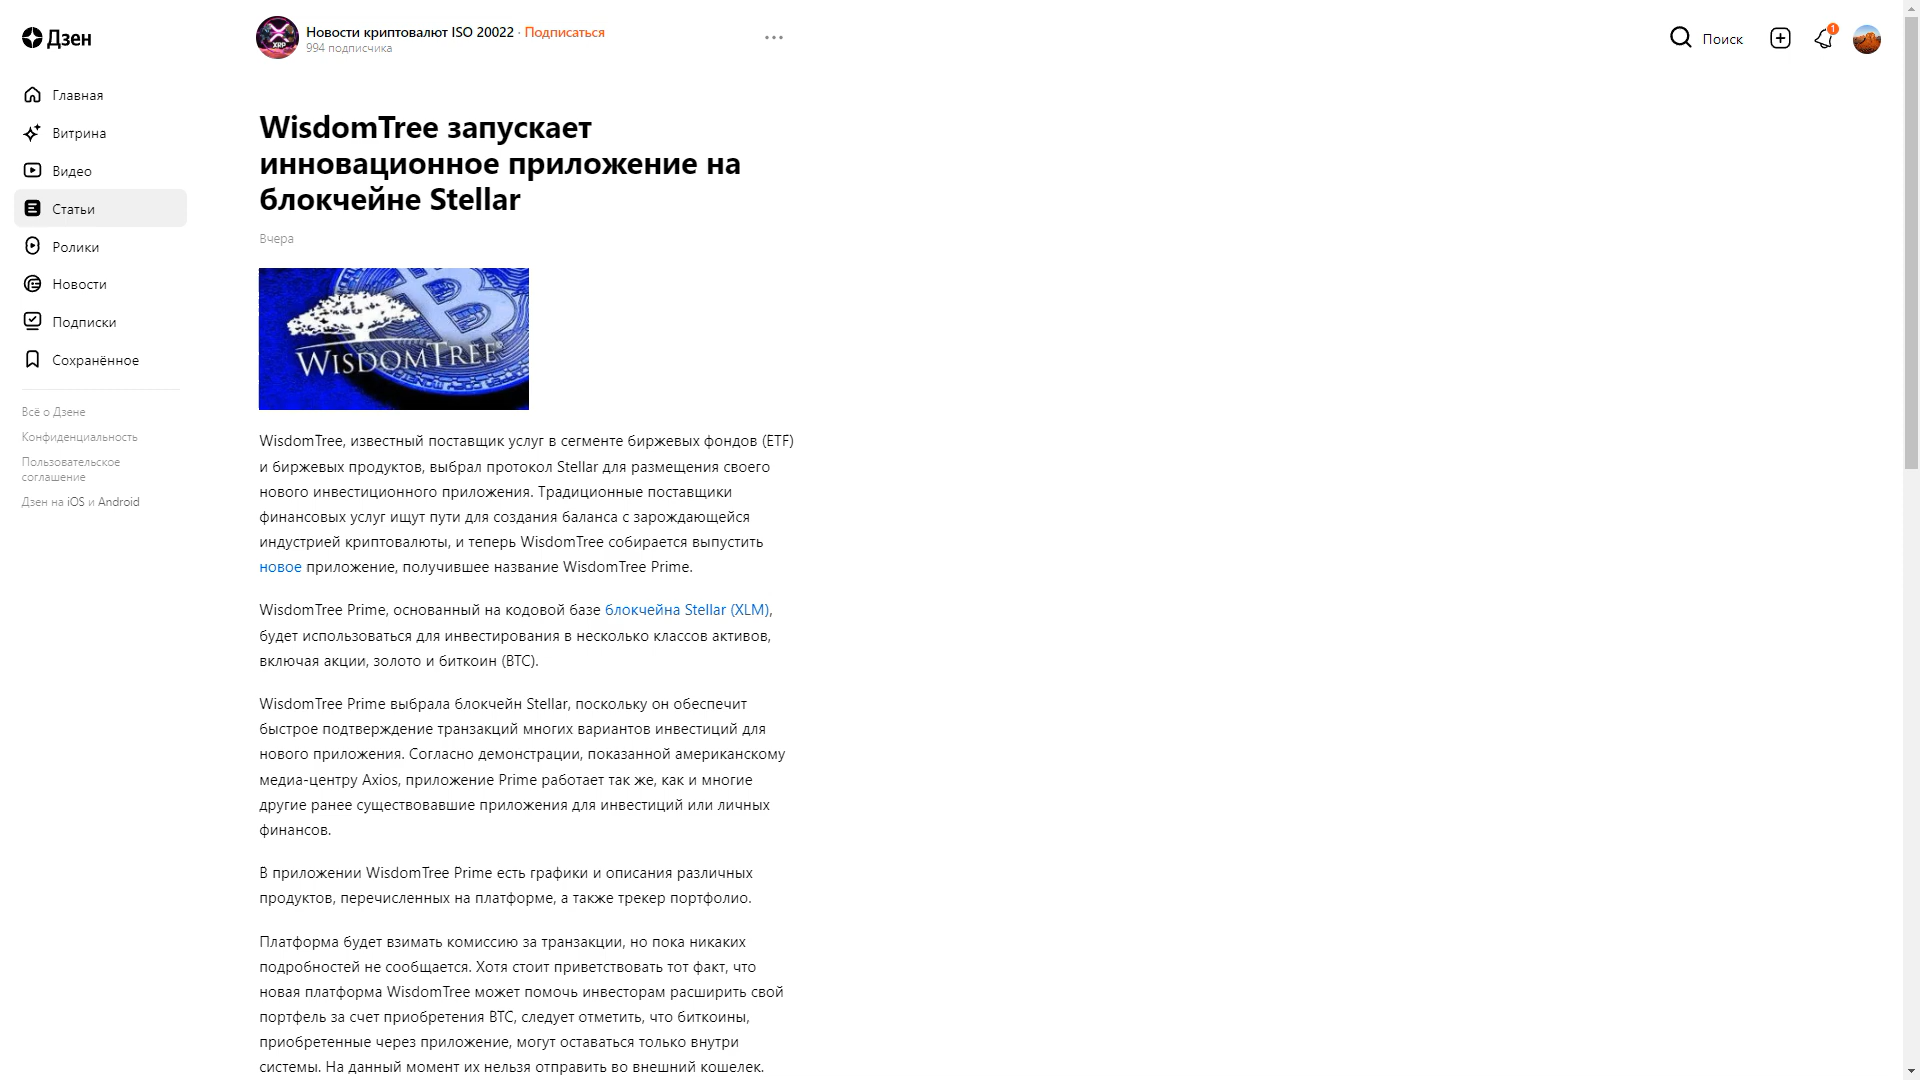 Дзен
Новости криптовалют ISO 20022 · Подписаться
994 подписчика
Поиск
1
Главная
Витрина
Видео
Статьи
Ролики
Новости
Подписки
Сохранённое
Всё о Дзене
Конфиденциальность
Пользовательское
соглашение
Дзен на iOS и Android
WisdomTree запускает
инновационное приложение на
блокчейне Stellar
Вчера
WISDOMTREE®
WisdomTree, известный поставщик услуг в сегменте биржевых фондов (ETF)
и биржевых продуктов, выбрал протокол Stellar для размещения своего
нового инвестиционного приложения. Традиционные поставщики
финансовых услуг ищут пути для создания баланса с зарождающейся
индустрией криптовалюты, и теперь WisdomTree собирается выпустить
новое приложение, получившее название WisdomTree Prime.
WisdomTree Prime, основанный на кодовой базе блокчейна Stellar (XLM),
будет использоваться для инвестирования в несколько классов активов,
включая акции, золото и биткоин (BTC).
WisdomTree Prime выбрала блокчейн Stellar, поскольку он обеспечит
быстрое подтверждение транзакций многих вариантов инвестиций для
нового приложения. Согласно демонстрации, показанной американскому
медиа-центру Axios, приложение Prime работает так же, как и многие
другие ранее существовавшие приложения для инвестиций или личных
финансов.
В приложении WisdomTree Prime есть графики и описания различных
продуктов, перечисленных на платформе, а также трекер портфолио.
Платформа будет взимать комиссию за транзакции, но пока никаких
подробностей не сообщается. Хотя стоит приветствовать тот факт, что
новая платформа WisdomTree может помочь инвесторам расширить свой
портфель за счет приобретения BTC, следует отметить, что биткоины,
приобретенные через приложение, могут оставаться только внутри
системы. На данный момент их нельзя отправить во внешний кошелек.